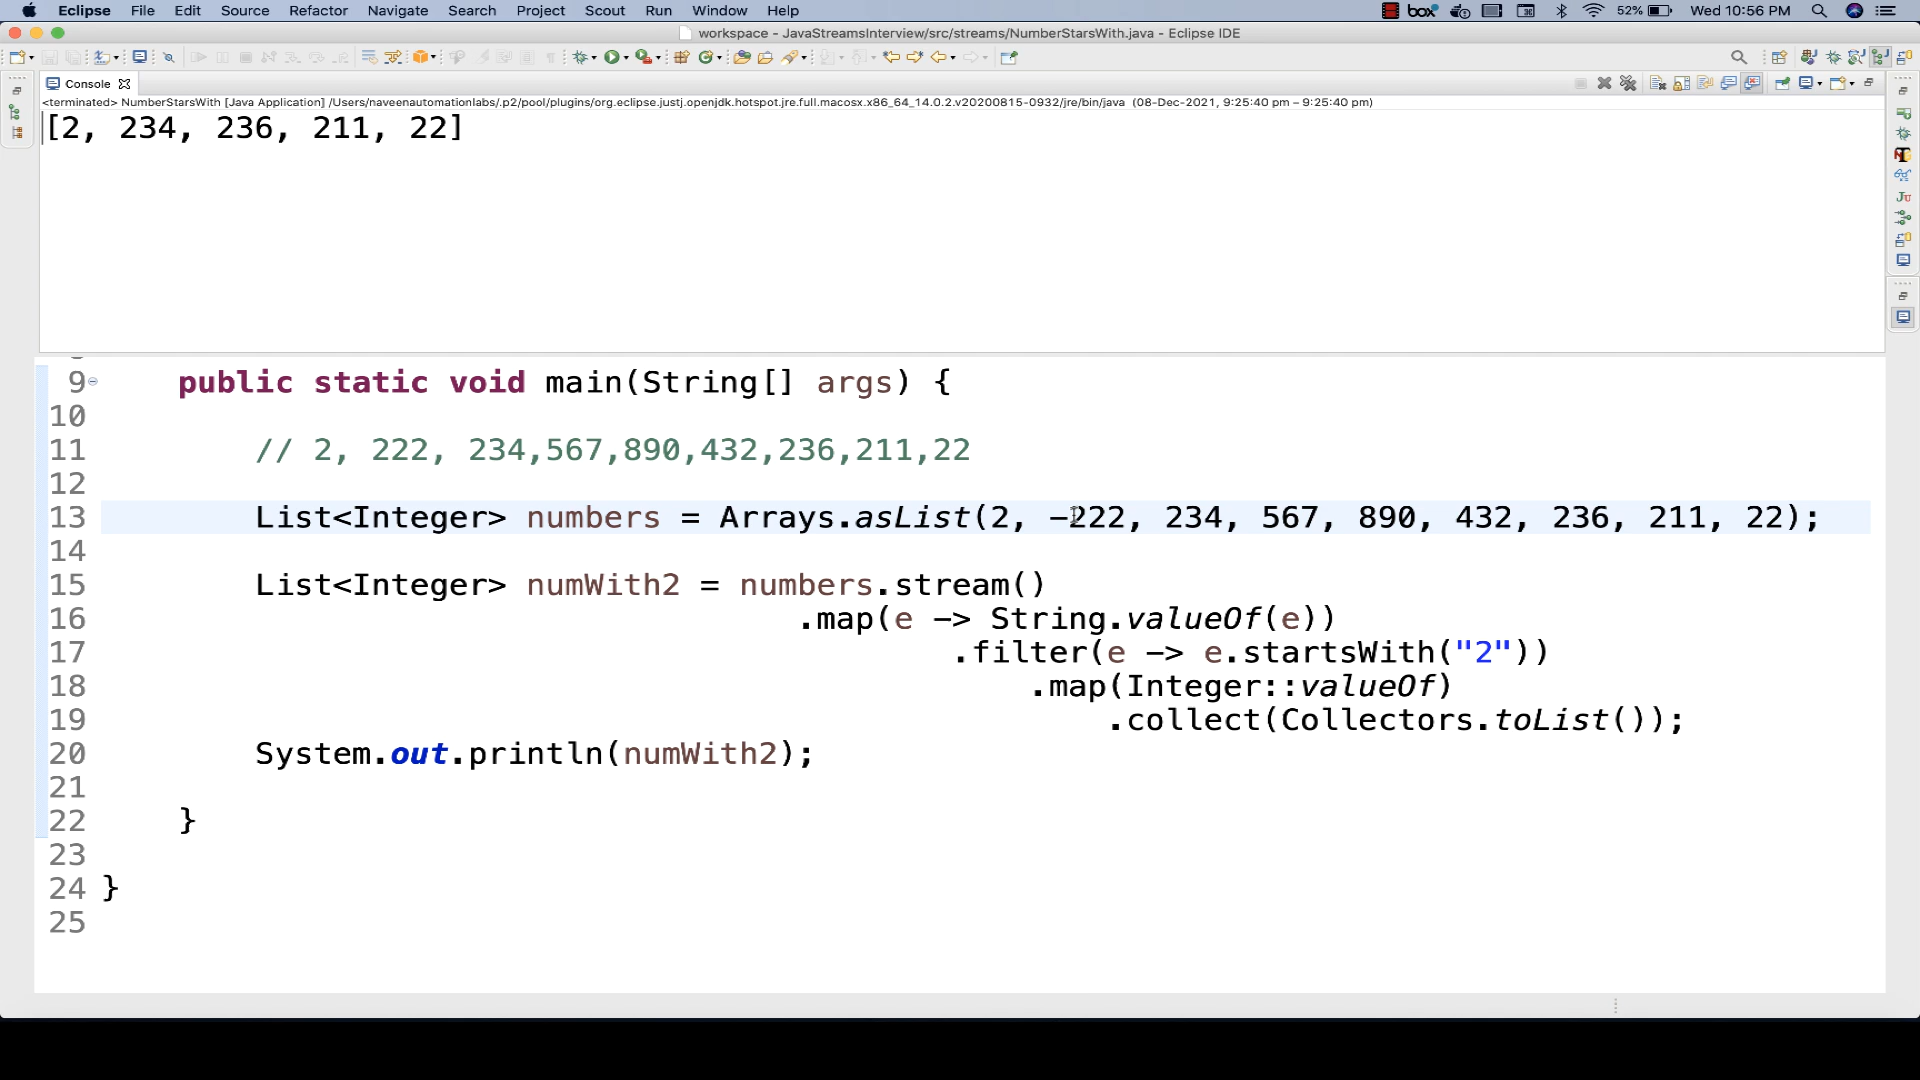 Eclipse File Edit Source Refactor Navigate Search Project Scout Run Window Help box 52% Wed 10:56 PM
workspace - JavaStreamsInterview/src/streams/NumberStarsWith.java - Eclipse IDE
Console
<terminated> NumberStarsWith [Java Application] /Users/naveenautomationlabs/.p2/pool/plugins/org.eclipse.justj.openjdk.hotspot.jre.full.macosx.x86_64_14.0.2.v20200815-0932/jre/bin/java (08-Dec-2021, 9:25:40 pm – 9:25:40 pm)
[2, 234, 236, 211, 22]
9 public static void main(String[] args) {
10
11 // 2, 222, 234,567,890,432,236,211,22
12
13 List<Integer> numbers = Arrays.asList(2, -222, 234, 567, 890, 432, 236, 211, 22);
14
15 List<Integer> numWith2 = numbers.stream()
16 .map(e -> String.valueOf(e))
17 .filter(e -> e.startsWith("2"))
18 .map(Integer::valueOf)
19 .collect(Collectors.toList());
20 System.out.println(numWith2);
21
22 }
23
24 }
25